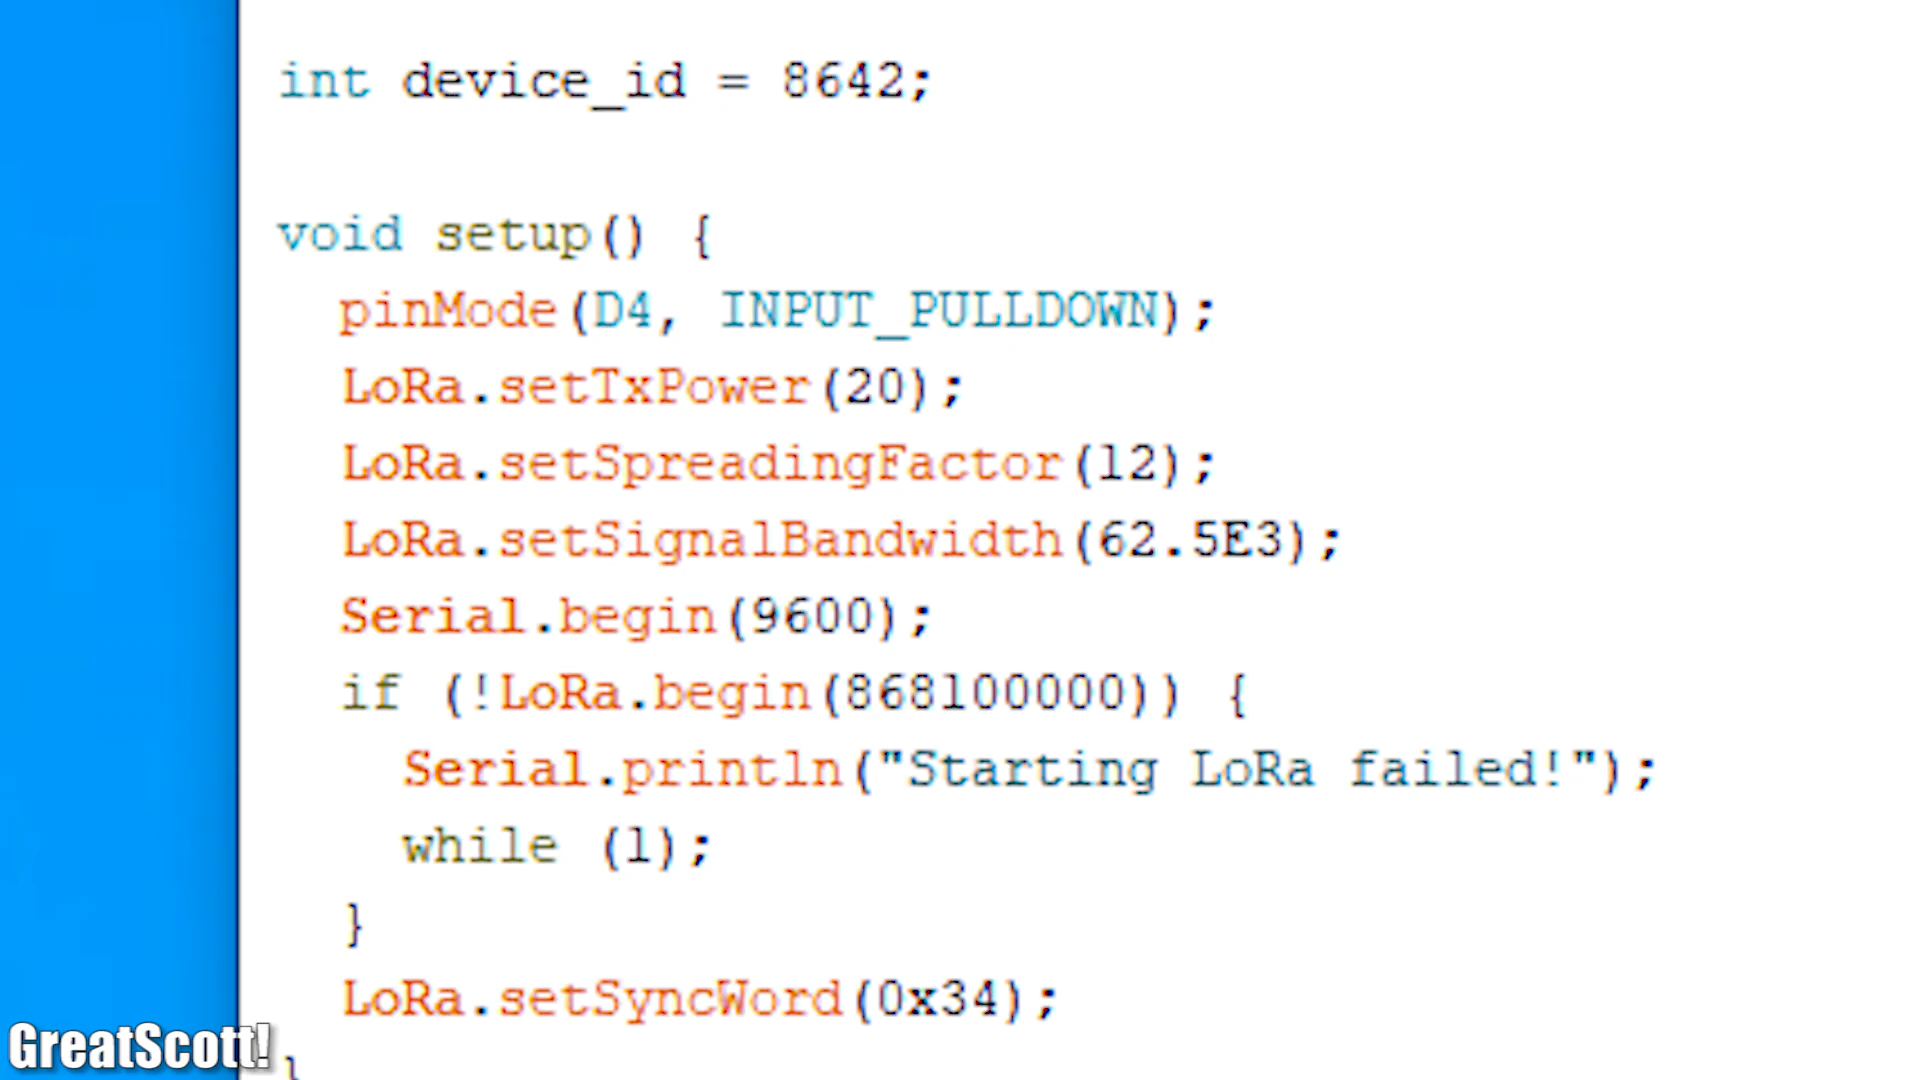 int device_id = 8642;
void setup() {
pinMode(D4, INPUT_PULLDOWN);
LoRa.setTxPower(20);
LoRa.setSpreadingFactor(12);
LoRa.setSignalBandwidth(62.5E3);
Serial.begin(9600);
if (!LoRa.begin(868100000)) {
Serial.println("Starting LoRa failed!");
while (1);
}
LoRa.setSyncWord(0x34);
}
GreatScott!